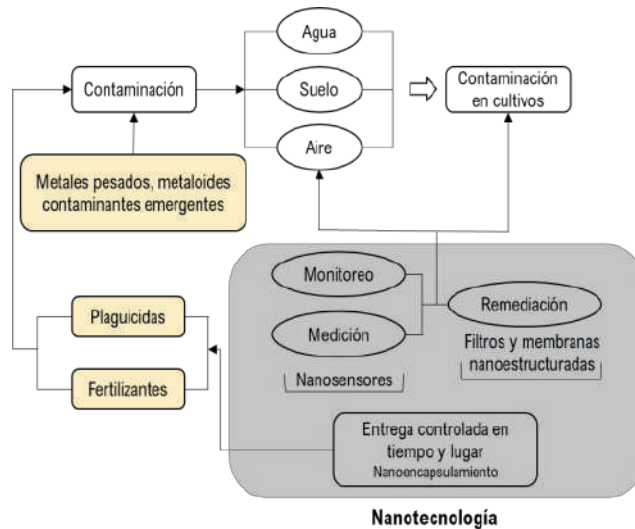 Agua
Contaminación
Suelo
Contaminación
en cultivos
Aire
Metales pesados, metaloides
contaminantes emergentes
Monitoreo
Remediación
Medición
Filtros y membranas
nanoestructuradas
Nanosensores
Plaguicidas
Fertilizantes
Entrega controlada en
tiempo y lugar
Nanoencapsulamiento
Nanotecnología